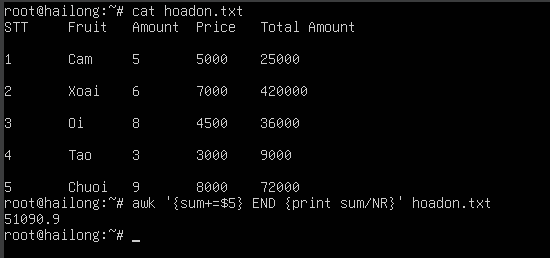 root@hailong:~# cat hoadon.txt
STT Fruit Amount Price Total Amount
1 Cam 5 5000 25000
2 Xoai 6 7000 420000
3 Oi 8 4500 36000
4 Tao 3 3000 9000
5 Chuoi 9 8000 72000
root@hailong:~# awk '{sum+=$5} END {print sum/NR}' hoadon.txt
51090.9
root@hailong:~# _